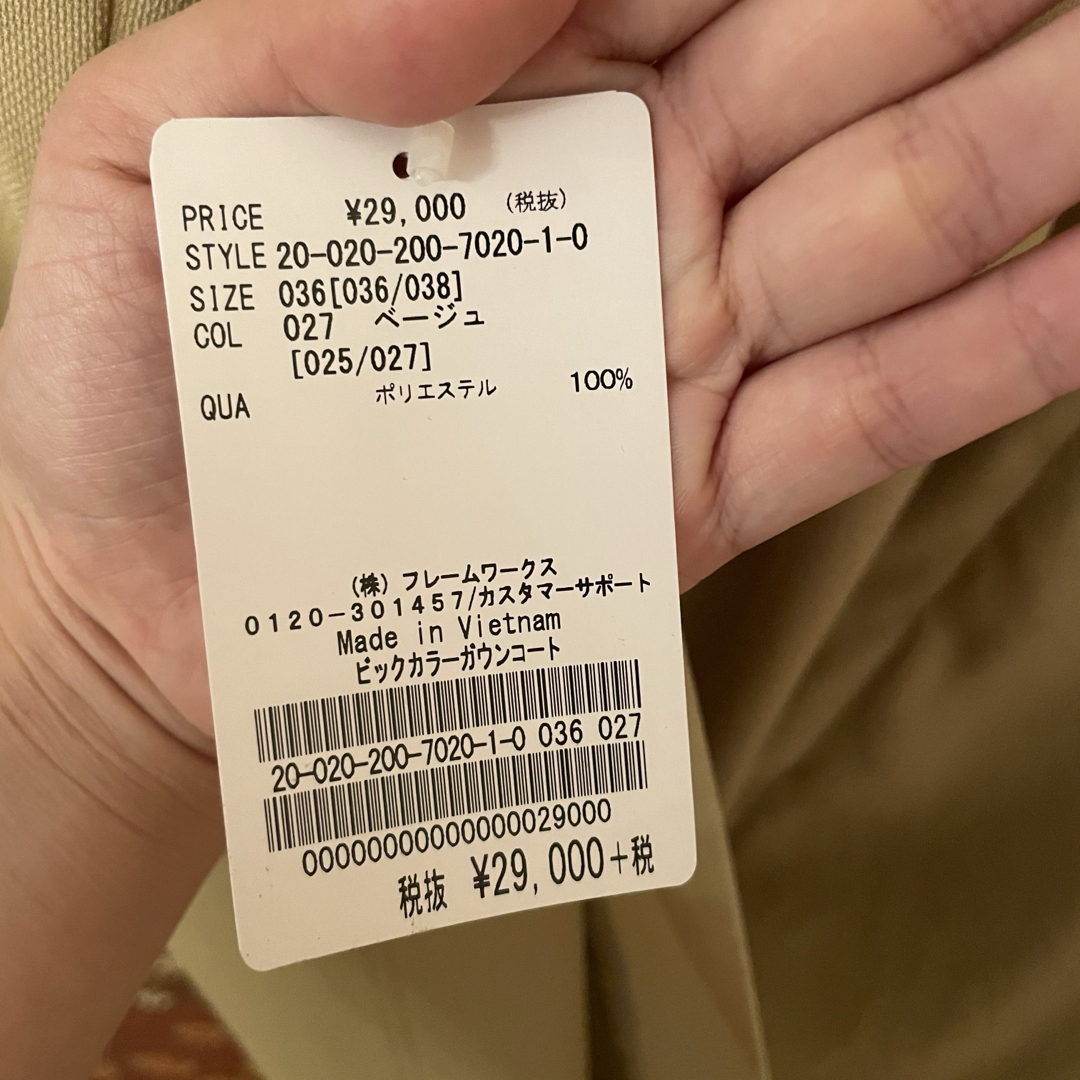 PRICE ¥29,000 (税抜)
STYLE 20-020-200-7020-1-0
SIZE 036[036/038]
COL 027 ベージュ
[025/027]
QUA ポリエステル 100%
(株) フレームワークス
0120-301457/カスタマーサポート
Made in Vietnam
ビックカラーガウンコート
20-020-200-7020-1-0 036 027
0000000000000029000
税抜 ¥29,000+税